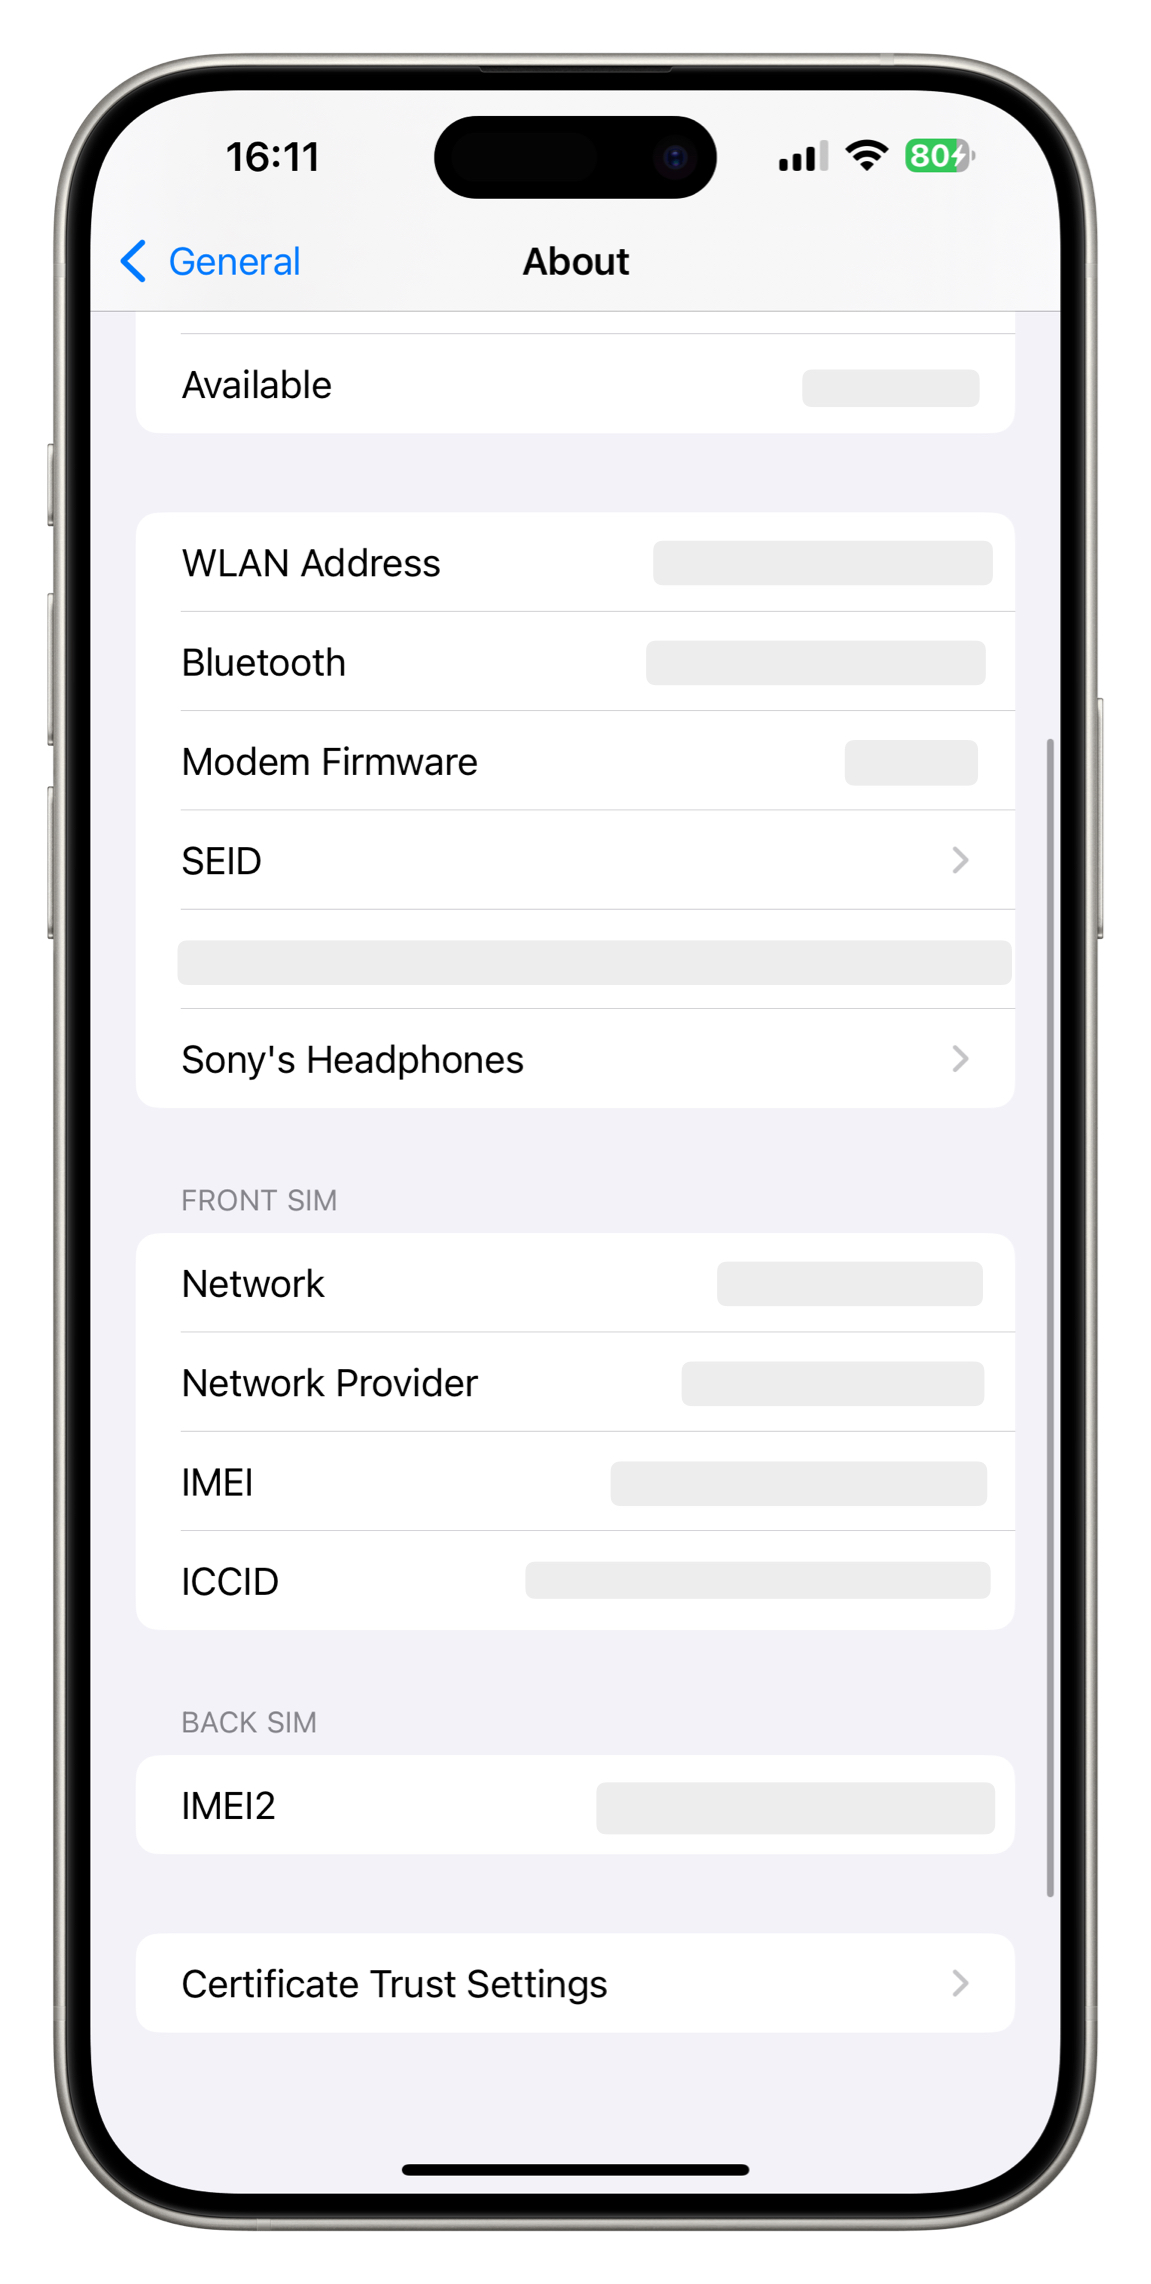 16:11
80
General
About
Available
WLAN Address
Bluetooth
Modem Firmware
SEID
Sony's Headphones
FRONT SIM
Network
Network Provider
IMEI
ICCID
BACK SIM
IMEI2
Certificate Trust Settings